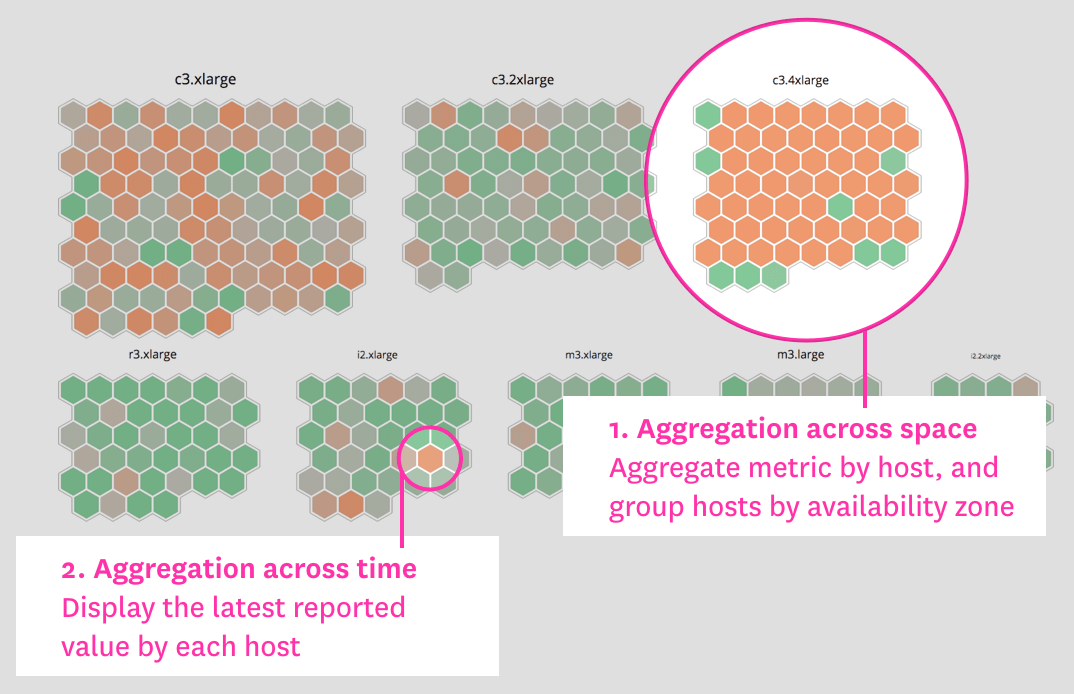 c3.xlarge
c3.2xlarge
c3.4xlarge
r3.xlarge
i2.xlarge
m3.xlarge
m3.large
i2.2xlarge
1. Aggregation across space
Aggregate metric by host, and
group hosts by availability zone
2. Aggregation across time
Display the latest reported
value by each host